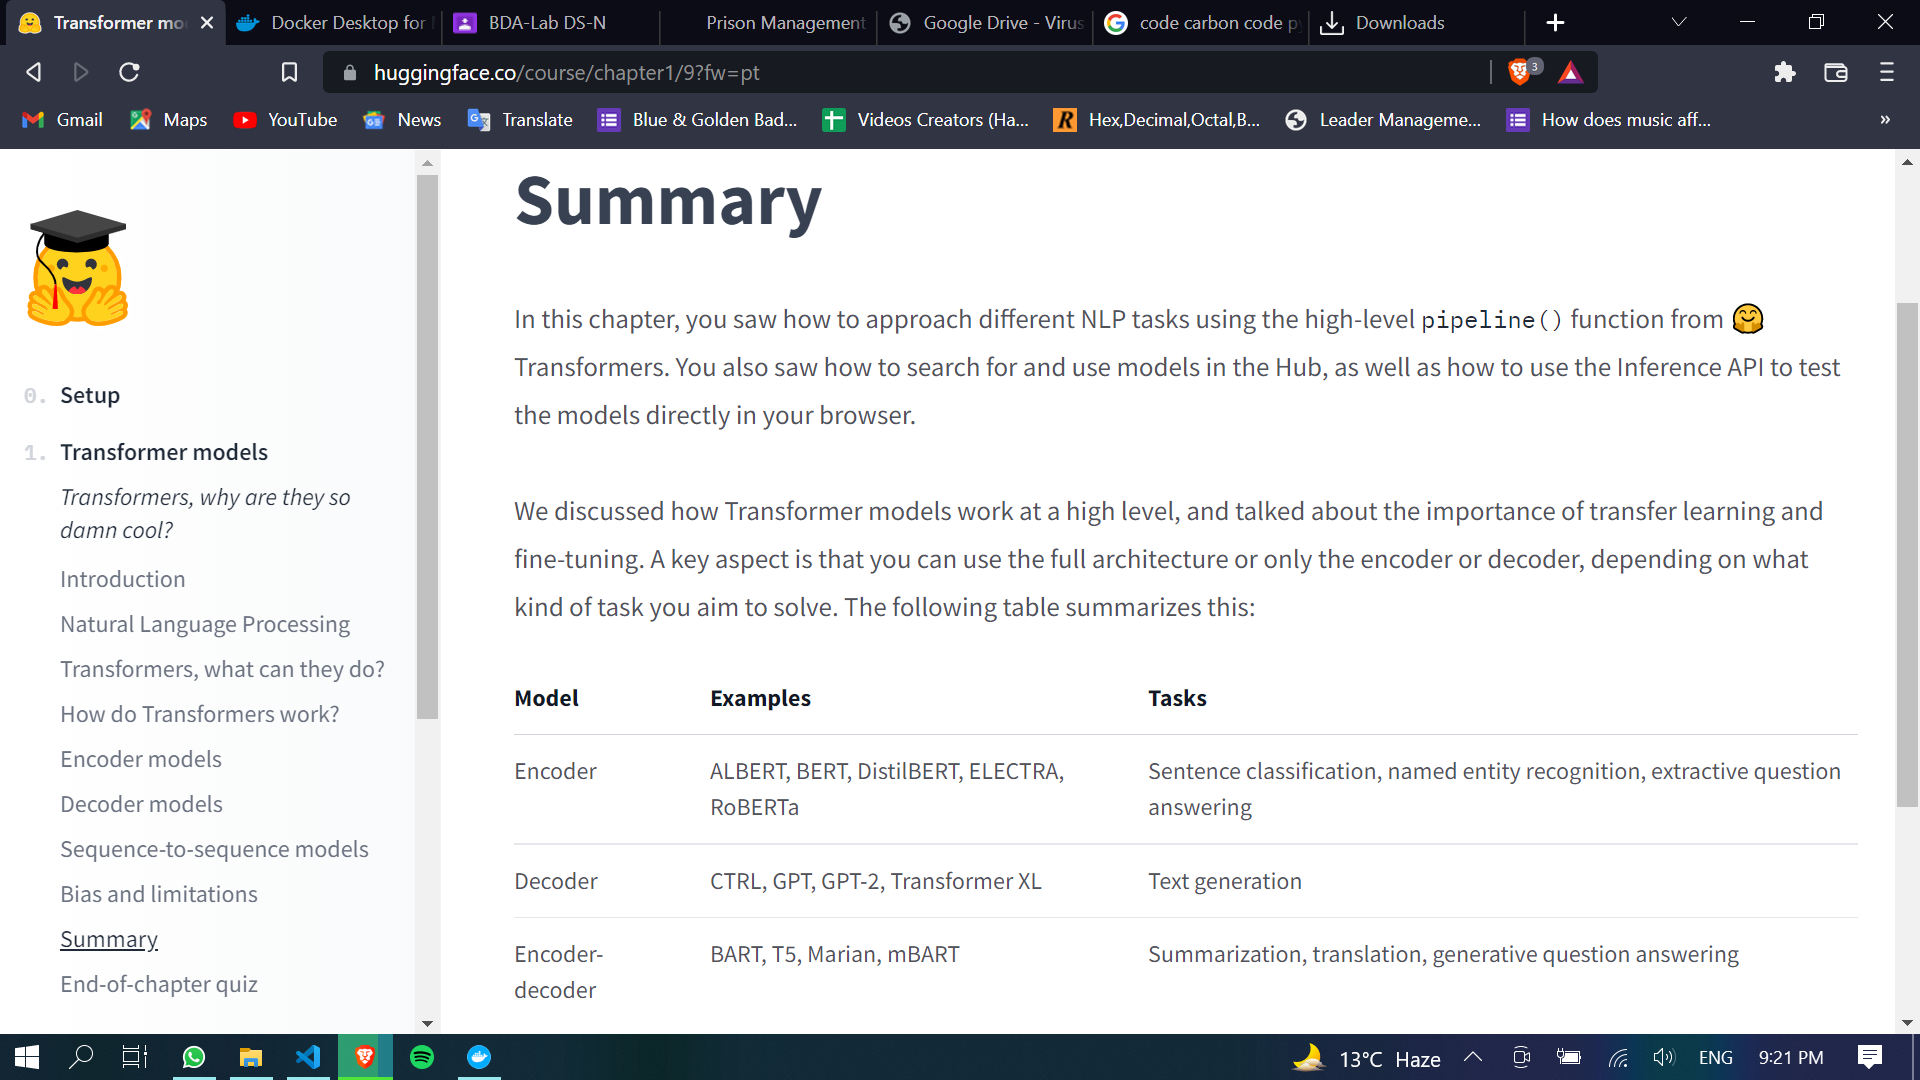 Transformer mo
Docker Desktop for
BDA-Lab DS-N
Prison Management
Google Drive - Virus
code carbon code p
Downloads
huggingface.co/course/chapter1/9?fw=pt
3
Gmail
Maps
YouTube
News
Translate
Blue & Golden Bad...
Videos Creators (Ha...
Hex,Decimal,Octal,B...
Leader Manageme...
How does music aff...
»
0. Setup
1. Transformer models
Transformers, why are they so
damn cool?
Introduction
Natural Language Processing
Transformers, what can they do?
How do Transformers work?
Encoder models
Decoder models
Sequence-to-sequence models
Bias and limitations
Summary
End-of-chapter quiz
Summary
In this chapter, you saw how to approach different NLP tasks using the high-level pipeline() function from 🤗
Transformers. You also saw how to search for and use models in the Hub, as well as how to use the Inference API to test
the models directly in your browser.
We discussed how Transformer models work at a high level, and talked about the importance of transfer learning and
fine-tuning. A key aspect is that you can use the full architecture or only the encoder or decoder, depending on what
kind of task you aim to solve. The following table summarizes this:
Model Examples Tasks
Encoder ALBERT, BERT, DistilBERT, ELECTRA, Sentence classification, named entity recognition, extractive question
RoBERTa answering
Decoder CTRL, GPT, GPT-2, Transformer XL Text generation
Encoder- BART, T5, Marian, mBART Summarization, translation, generative question answering
decoder
13°C Haze
ENG
9:21 PM